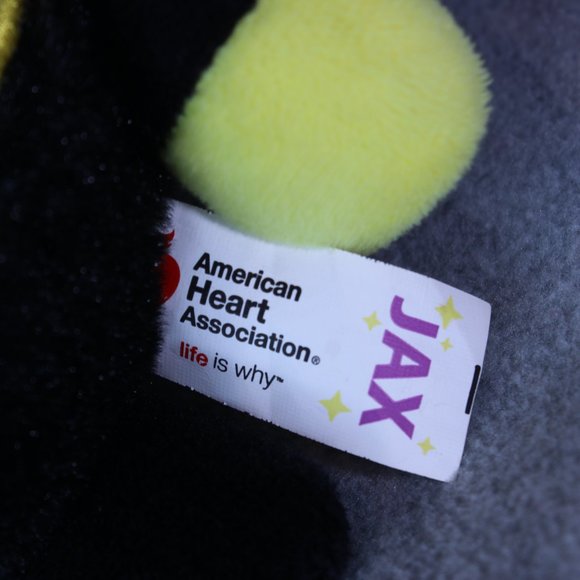 American
Heart
Association®
life is why™
JAX